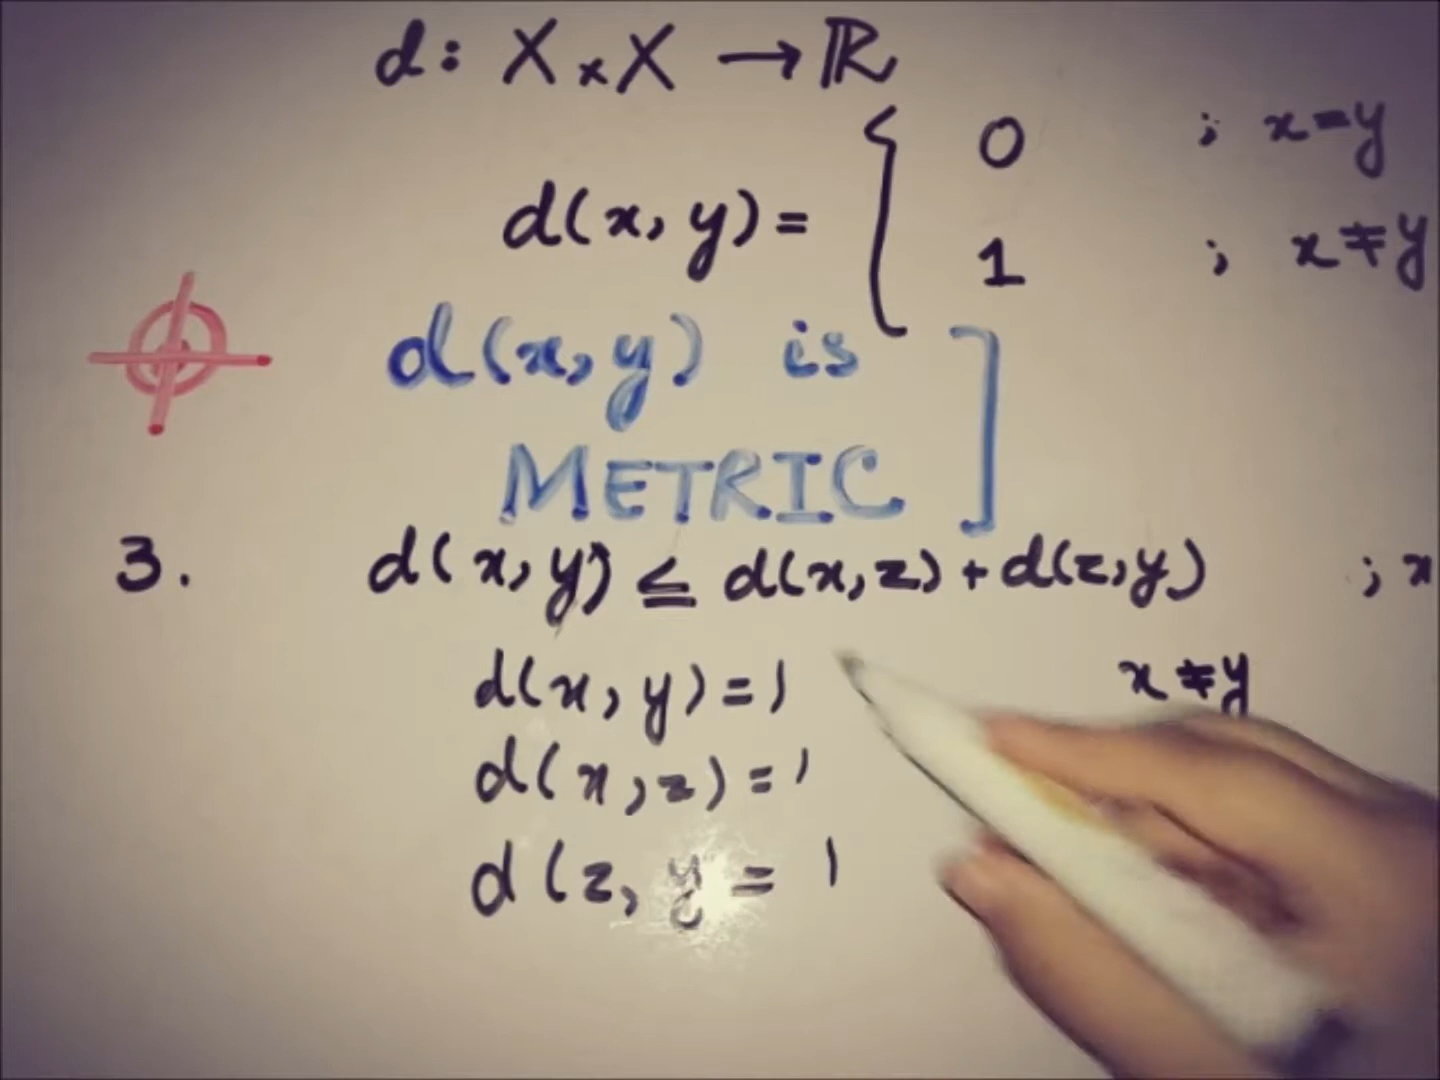 d: X × X → ℝ
d(x, y) = { 0 ; x=y
1 ; x≠y
d(x, y) is
METRIC ]
3. d(x, y) ≤ d(x, z) + d(z, y) ; x
d(x, y) = 1 x≠y
d(x, z) = 1
d(z, y = 1